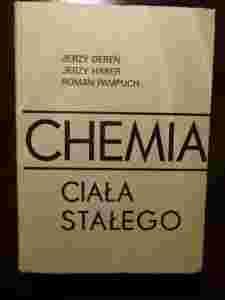 JERZY DEREŃ
JERZY HABER
ROMAN PAMPUCH
CHEMIA
CIAŁA
STAŁEGO